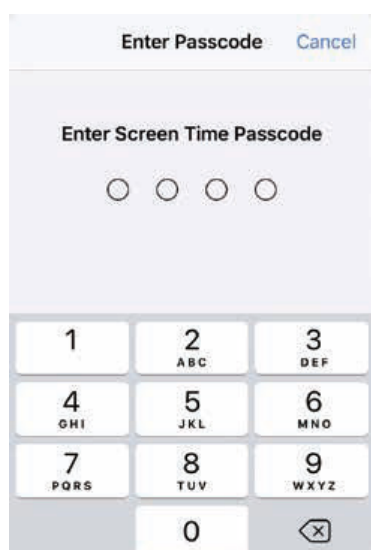 Enter Passcode Cancel
Enter Screen Time Passcode
1 2 3
ABC DEF
4 5 6
GHI JKL MNO
7 8 9
PQRS TUV WXYZ
0